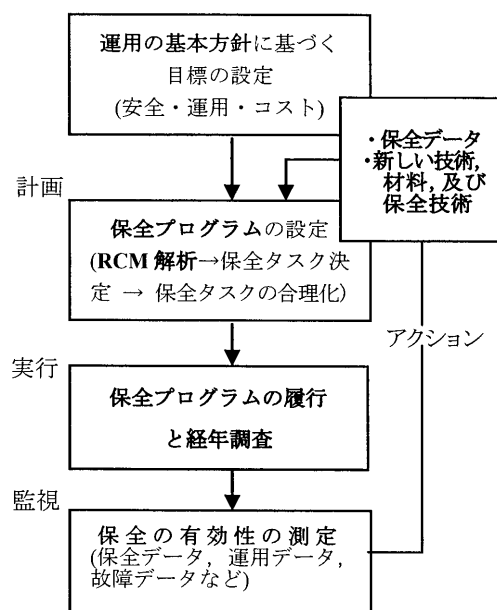 運用の基本方針に基づく
目標の設定
(安全・運用・コスト)
・保全データ
・新しい技術,
材料, 及び
保全技術
計画
保全プログラムの設定
(RCM 解析→保全タスク決
定 → 保全タスクの合理化)
アクション
実行
保全プログラムの履行
と経年調査
監視
保全の有効性の測定
(保全データ, 運用データ,
故障データなど)